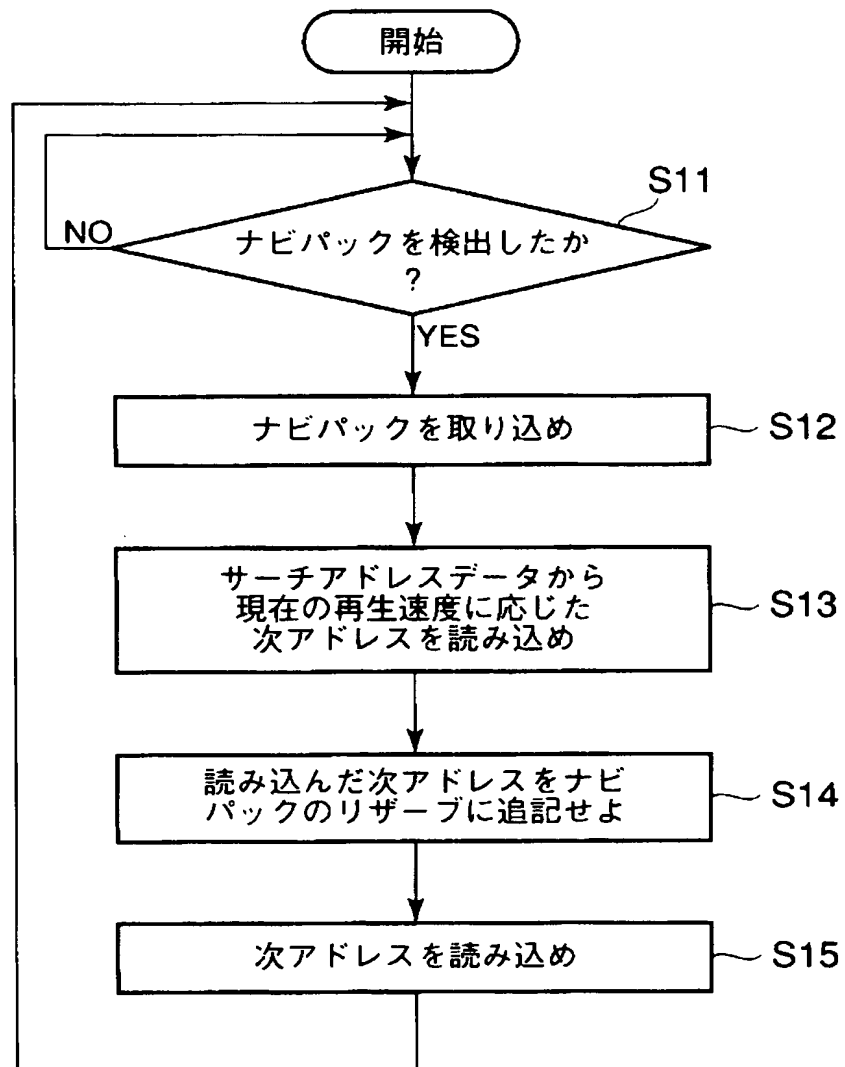 開始
S11
NO
ナビパックを検出したか
?
YES
ナビパックを取り込め
S12
サーチアドレスデータから
現在の再生速度に応じた
次アドレスを読み込め
S13
読み込んだ次アドレスをナビ
パックのリザーブに追記せよ
S14
次アドレスを読み込め
S15